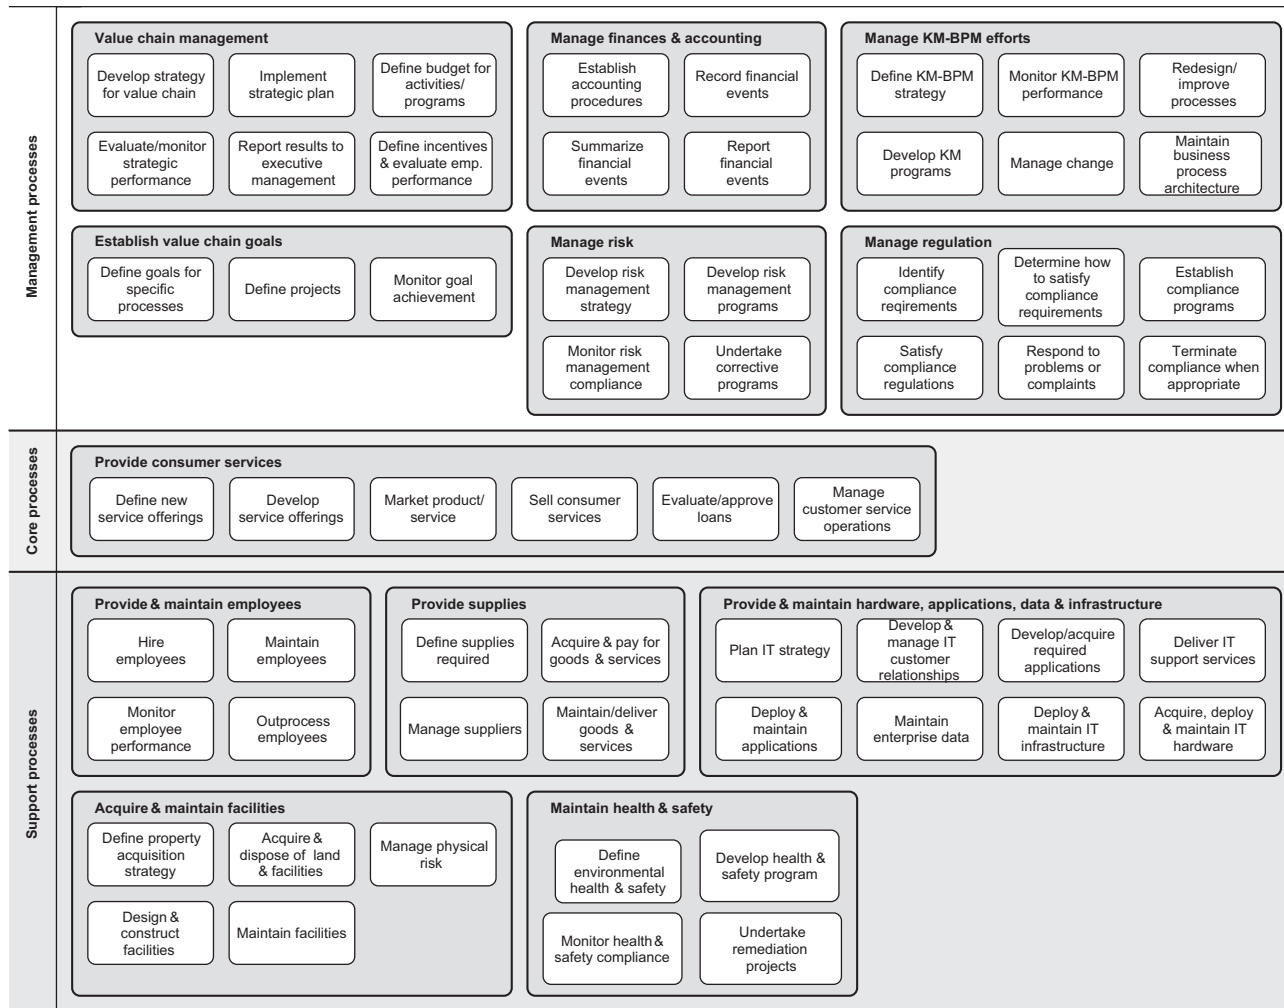 Management processes
Value chain management
Develop strategy
for value chain
Implement
strategic plan
Define budget for
activities/
programs
Evaluate/monitor
strategic
performance
Report results to
executive
management
Define incentives
& evaluate emp.
performance
Manage finances & accounting
Establish
accounting
procedures
Record financial
events
Summarize
financial
events
Report
financial
events
Manage KM-BPM efforts
Define KM-BPM
strategy
Monitor KM-BPM
performance
Redesign/
improve
processes
Develop KM
programs
Manage change
Maintain
business
process
architecture
Establish value chain goals
Define goals for
specific
processes
Define projects
Monitor goal
achievement
Manage risk
Develop risk
management
strategy
Develop risk
management
programs
Monitor risk
management
compliance
Undertake
corrective
programs
Manage regulation
Identify
compliance
reqirements
Determine how
to satisfy
compliance
requirements
Establish
compliance
programs
Satisfy
compliance
regulations
Respond to
problems or
complaints
Terminate
compliance when
appropriate
Core processes
Provide consumer services
Define new
service offerings
Develop
service offerings
Market product/
service
Sell consumer
services
Evaluate/approve
loans
Manage
customer service
operations
Support processes
Provide & maintain employees
Hire
employees
Maintain
employees
Monitor
employee
performance
Outprocess
employees
Provide supplies
Define supplies
required
Acquire & pay for
goods & services
Manage suppliers
Maintain/deliver
goods &
services
Provide & maintain hardware, applications, data & infrastructure
Plan IT strategy
Develop &
manage IT
customer
relationships
Develop/acquire
required
applications
Deliver IT
support services
Deploy &
maintain
applications
Maintain
enterprise data
Deploy &
maintain IT
infrastructure
Acquire, deploy
& maintain IT
hardware
Acquire & maintain facilities
Define property
acquisition
strategy
Acquire &
dispose of land
& facilities
Manage physical
risk
Design &
construct
facilities
Maintain facilities
Maintain health & safety
Define
environmental
health & safety
Develop health &
safety program
Monitor health &
safety compliance
Undertake
remediation
projects